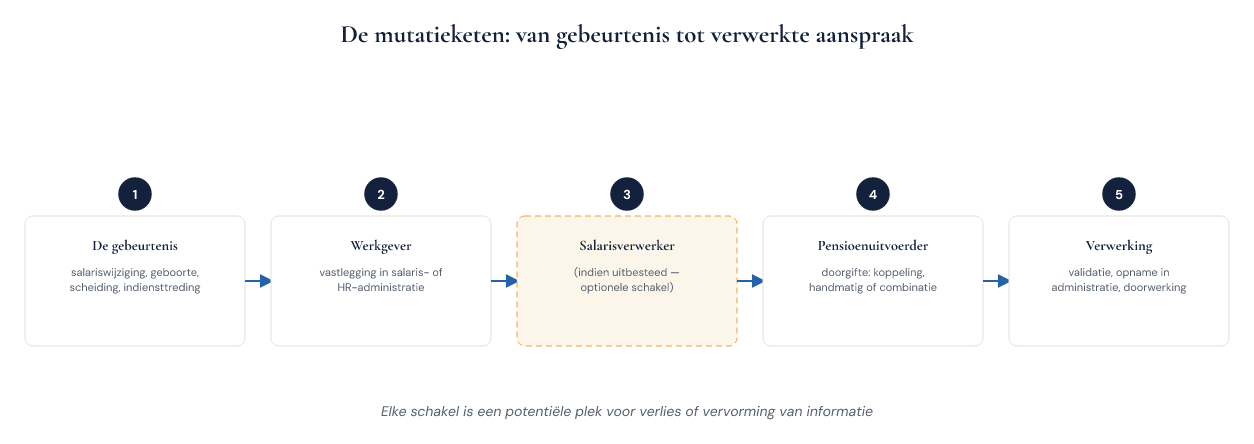 De mutatieketen: van gebeurtenis tot verwerkte aanspraak
1
De gebeurtenis
salariswijziging, geboorte,
scheiding, indiensttreding
2
Werkgever
vastlegging in salaris- of
HR-administratie
3
Salarisverwerker
(indien uitbesteed —
optionele schakel)
4
Pensioenuitvoerder
doorgifte: koppeling,
handmatig of combinatie
5
Verwerking
validatie, opname in
administratie, doorwerking
Elke schakel is een potentiële plek voor verlies of vervorming van informatie